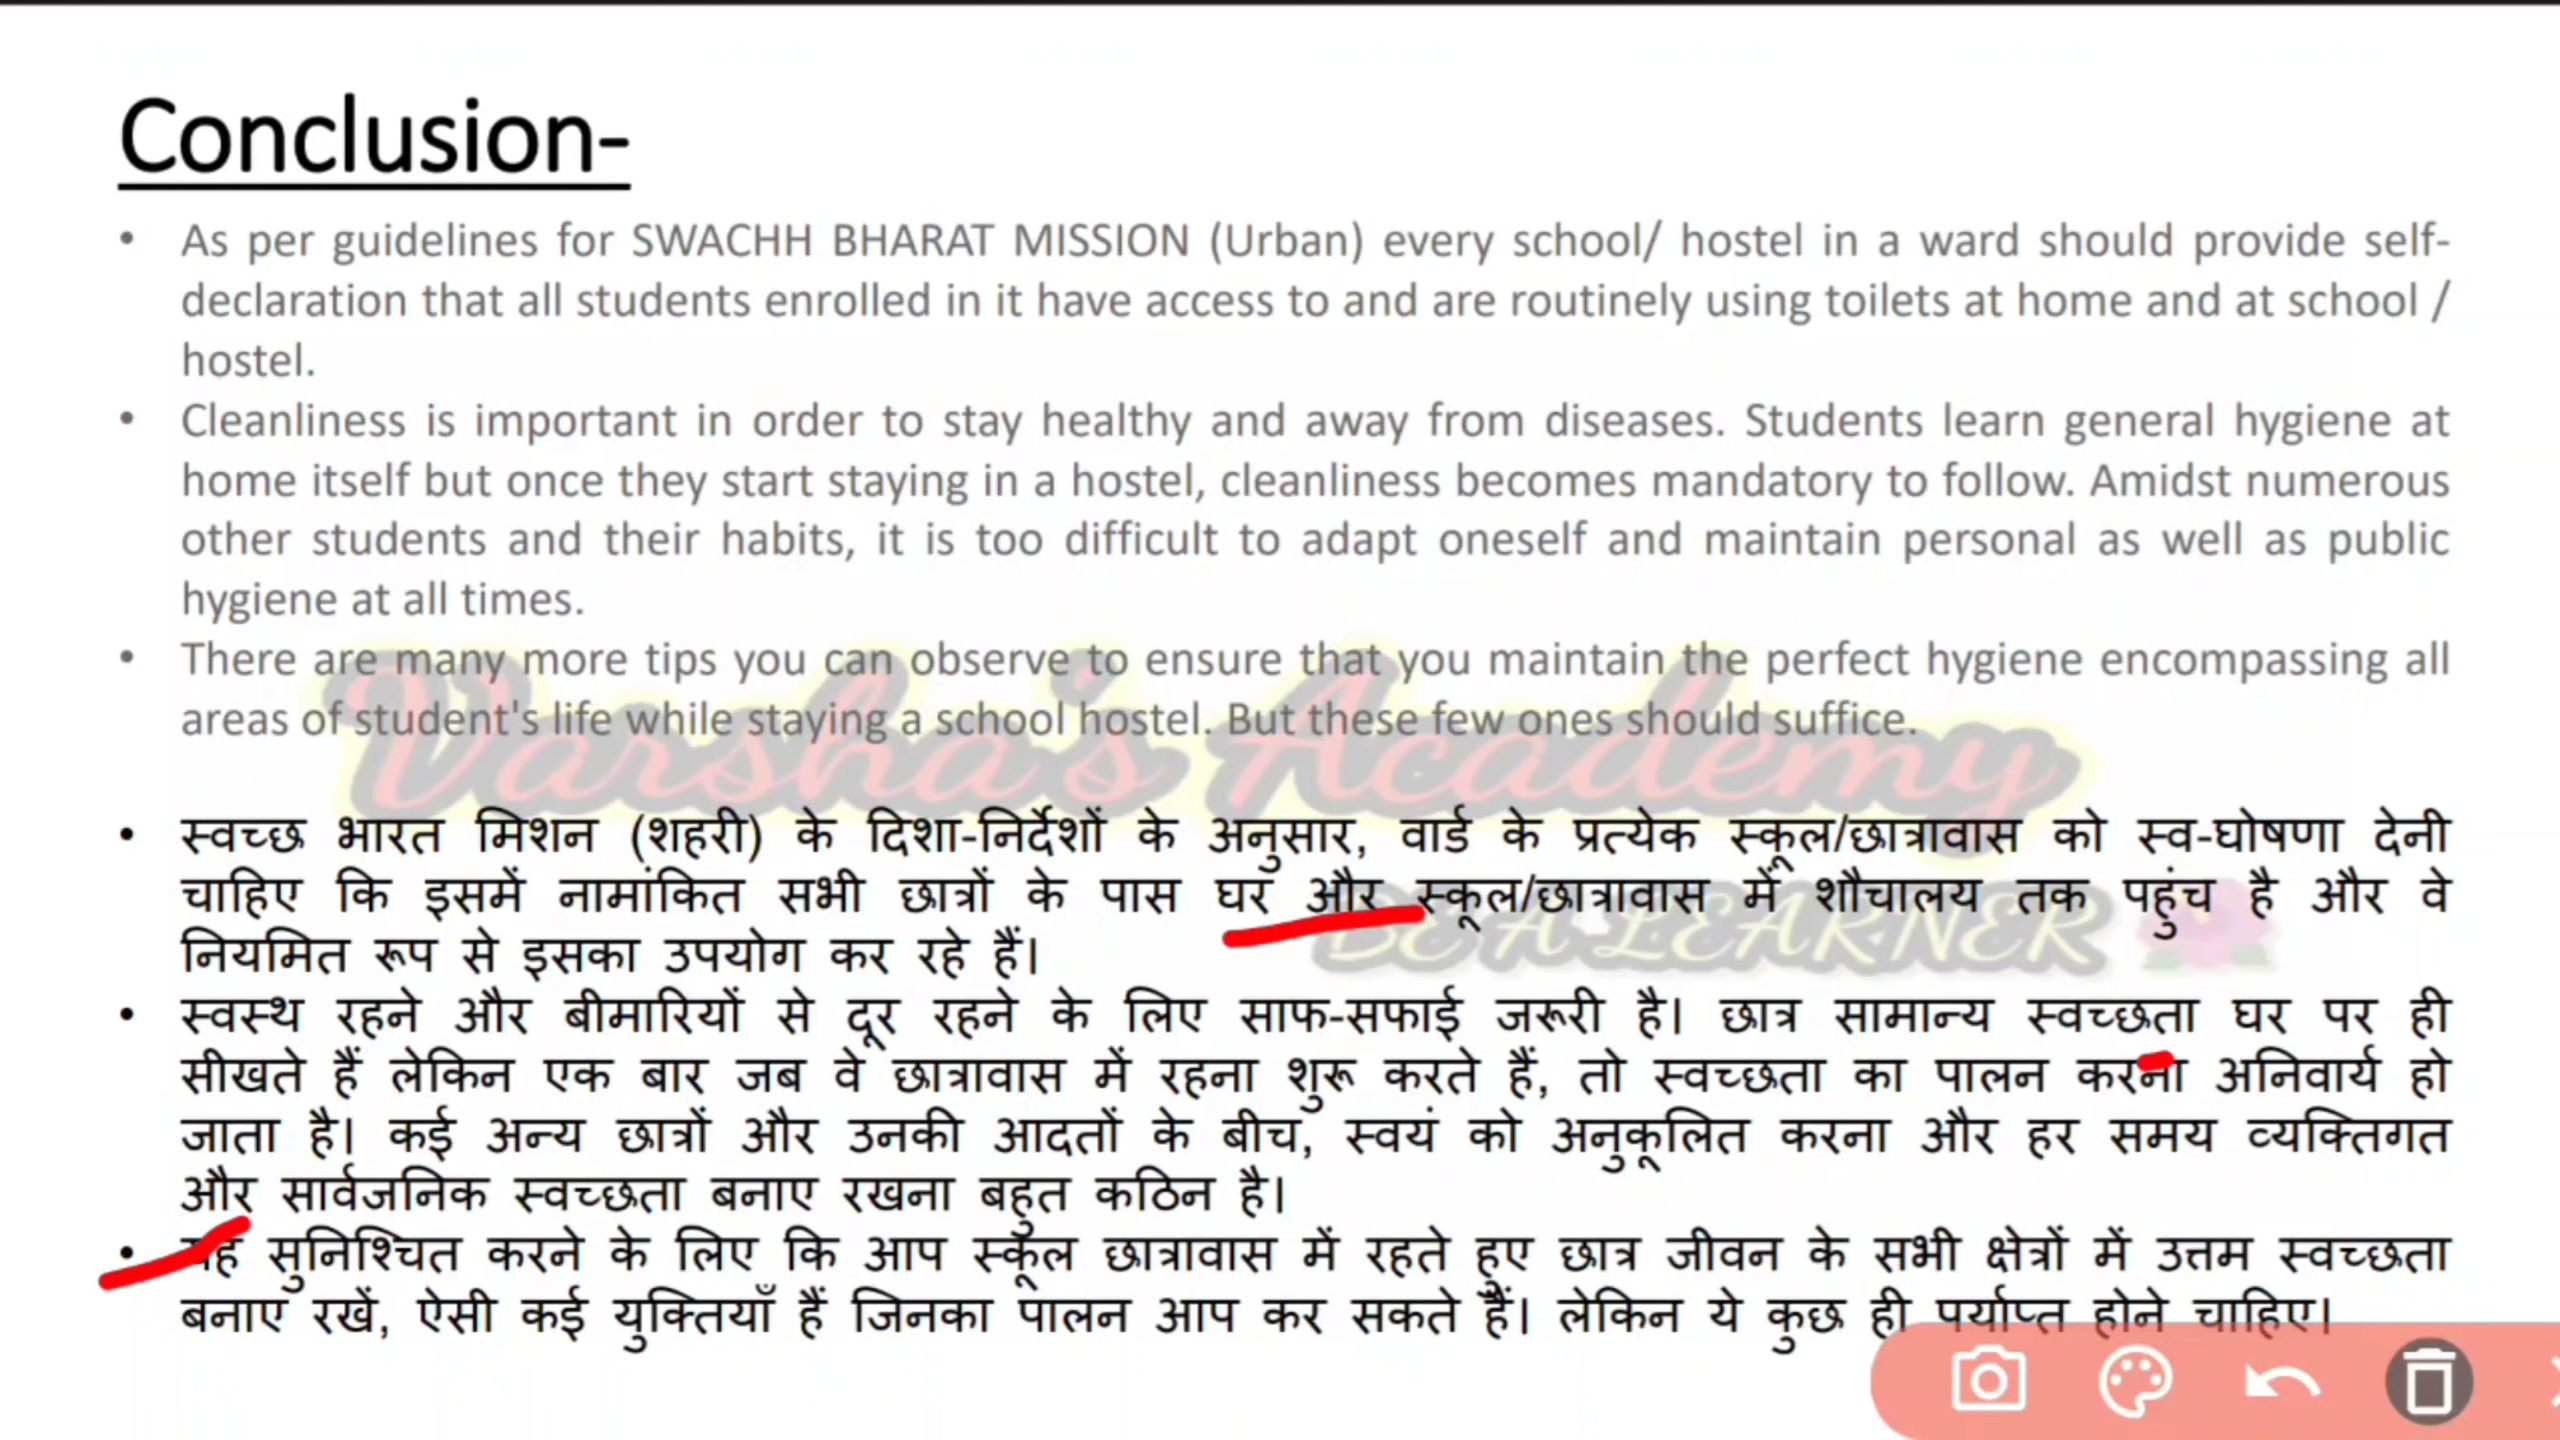 Conclusion-
• As per guidelines for SWACHH BHARAT MISSION (Urban) every school/ hostel in a ward should provide self-
declaration that all students enrolled in it have access to and are routinely using toilets at home and at school /
hostel.
• Cleanliness is important in order to stay healthy and away from diseases. Students learn general hygiene at
home itself but once they start staying in a hostel, cleanliness becomes mandatory to follow. Amidst numerous
other students and their habits, it is too difficult to adapt oneself and maintain personal as well as public
hygiene at all times.
• There are many more tips you can observe to ensure that you maintain the perfect hygiene encompassing all
areas of student's life while staying a school hostel. But these few ones should suffice.
Varsha's Academy
• स्वच्छ भारत मिशन (शहरी) के दिशा-निर्देशों के अनुसार, वार्ड के प्रत्येक स्कूल/छात्रावास को स्व-घोषणा देनी
चाहिए कि इसमें नामांकित सभी छात्रों के पास घर और स्कूल/छात्रावास में शौचालय तक पहुंच है और वे
BE A LEARNER
नियमित रूप से इसका उपयोग कर रहे हैं।
• स्वस्थ रहने और बीमारियों से दूर रहने के लिए साफ-सफाई जरूरी है। छात्र सामान्य स्वच्छता घर पर ही
सीखते हैं लेकिन एक बार जब वे छात्रावास में रहना शुरू करते हैं, तो स्वच्छता का पालन करना अनिवार्य हो
जाता है। कई अन्य छात्रों और उनकी आदतों के बीच, स्वयं को अनुकूलित करना और हर समय व्यक्तिगत
और सार्वजनिक स्वच्छता बनाए रखना बहुत कठिन है।
• यह सुनिश्चित करने के लिए कि आप स्कूल छात्रावास में रहते हुए छात्र जीवन के सभी क्षेत्रों में उत्तम स्वच्छता
बनाए रखें, ऐसी कई युक्तियाँ हैं जिनका पालन आप कर सकते हैं। लेकिन ये कुछ ही पर्याप्त होने चाहिए।